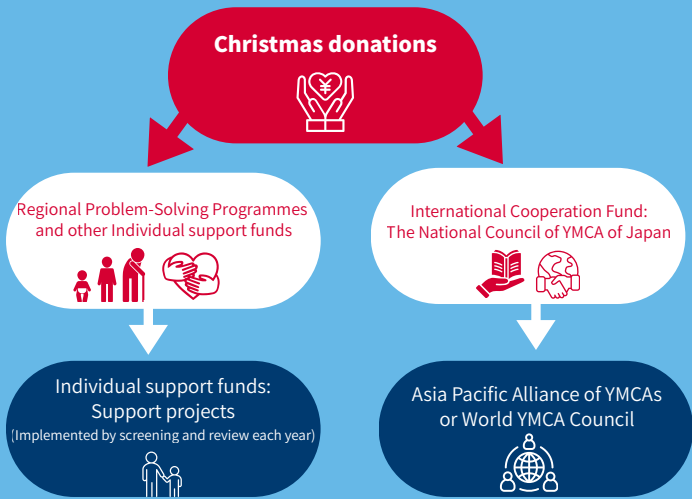 Christmas donations
¥
Regional Problem-Solving Programmes
and other Individual support funds
International Cooperation Fund:
The National Council of YMCA of Japan
Individual support funds:
Support projects
(Implemented by screening and review each year)
Asia Pacific Alliance of YMCAs
or World YMCA Council